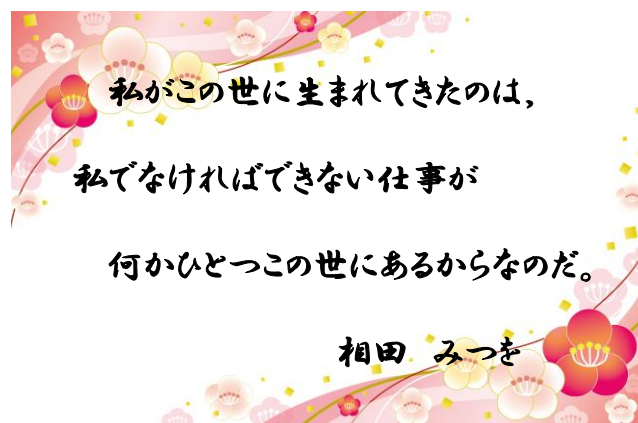 私がこの世に生まれてきたのは,
私でなければできない仕事が
何かひとつこの世にあるからなのだ。
相田　みつを